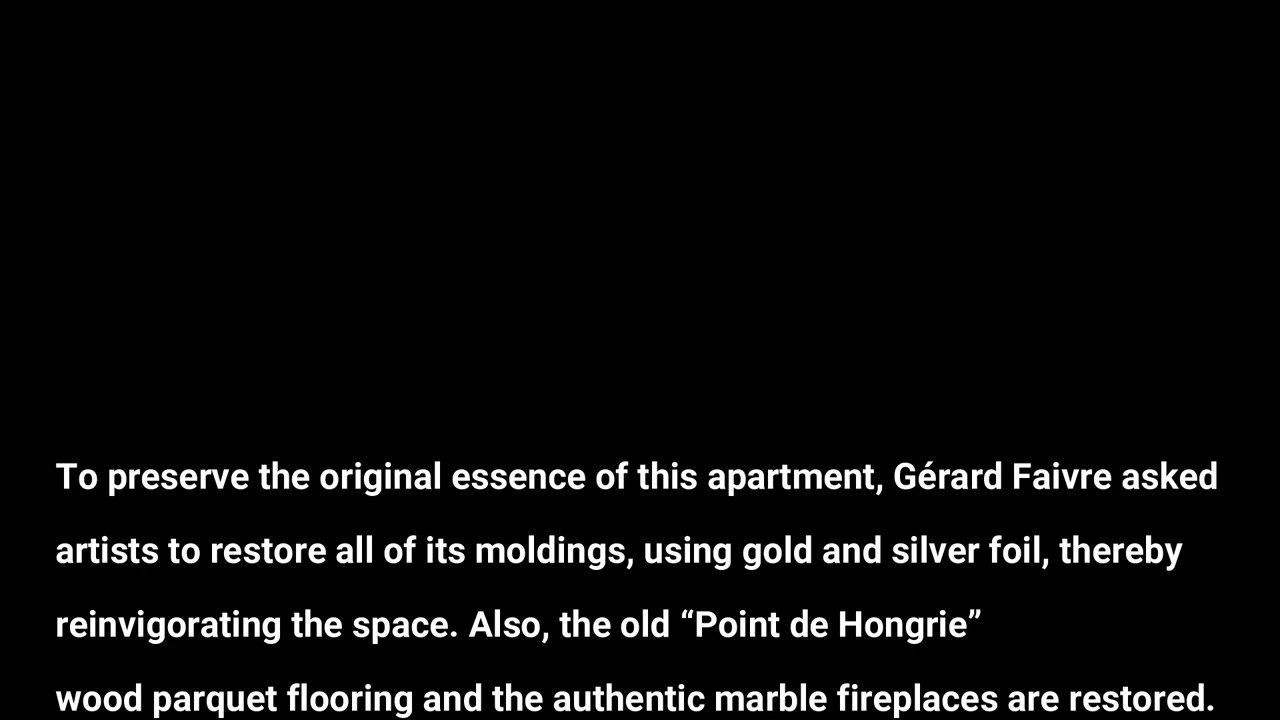 To preserve the original essence of this apartment, Gérard Faivre asked
artists to restore all of its moldings, using gold and silver foil, thereby
reinvigorating the space. Also, the old “Point de Hongrie”
wood parquet flooring and the authentic marble fireplaces are restored.